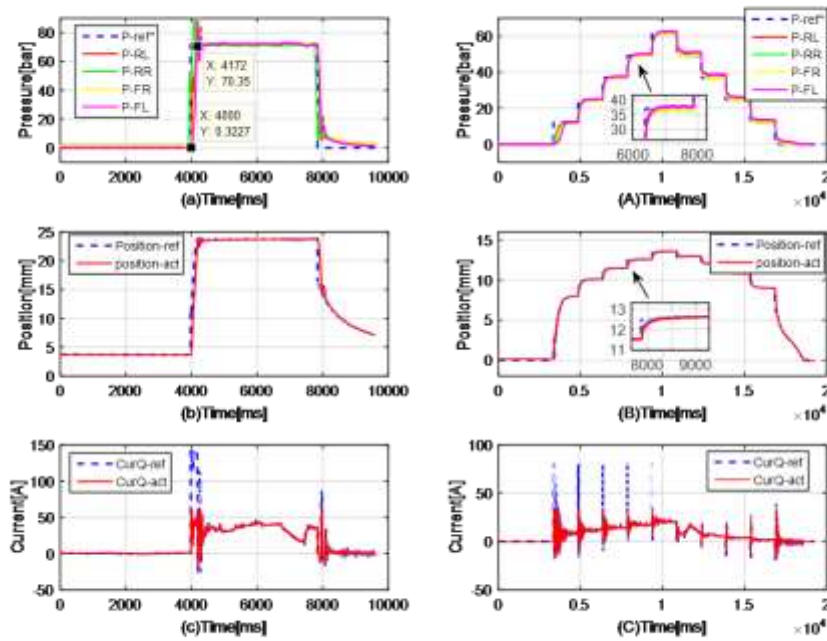 Pressure[bar]
80
60
40
20
0
P-ref*
P-RL
P-RR
P-FR
P-FL
X: 4172
Y: 70.35
X: 4000
Y: 0.3227
0 2000 4000 6000 8000 10000
(a)Time[ms]
Pressure[bar]
60
40
20
0
P-ref*
P-RL
P-RR
P-FR
P-FL
40
35
30
6000 8000
0 0.5 1 1.5 2
×10⁴
(A)Time[ms]
Position[mm]
25
20
15
10
5
0
Position-ref
position-act
0 2000 4000 6000 8000 10000
(b)Time[ms]
Position[mm]
15
10
5
0
Position-ref
position-act
13
12
11
8000 9000
0 0.5 1 1.5 2
×10⁴
(B)Time[ms]
Current[A]
150
100
50
0
-50
CurQ-ref
CurQ-act
0 2000 4000 6000 8000 10000
(c)Time[ms]
Current[A]
100
50
0
-50
CurQ-ref
CurQ-act
0 0.5 1 1.5 2
×10⁴
(C)Time[ms]